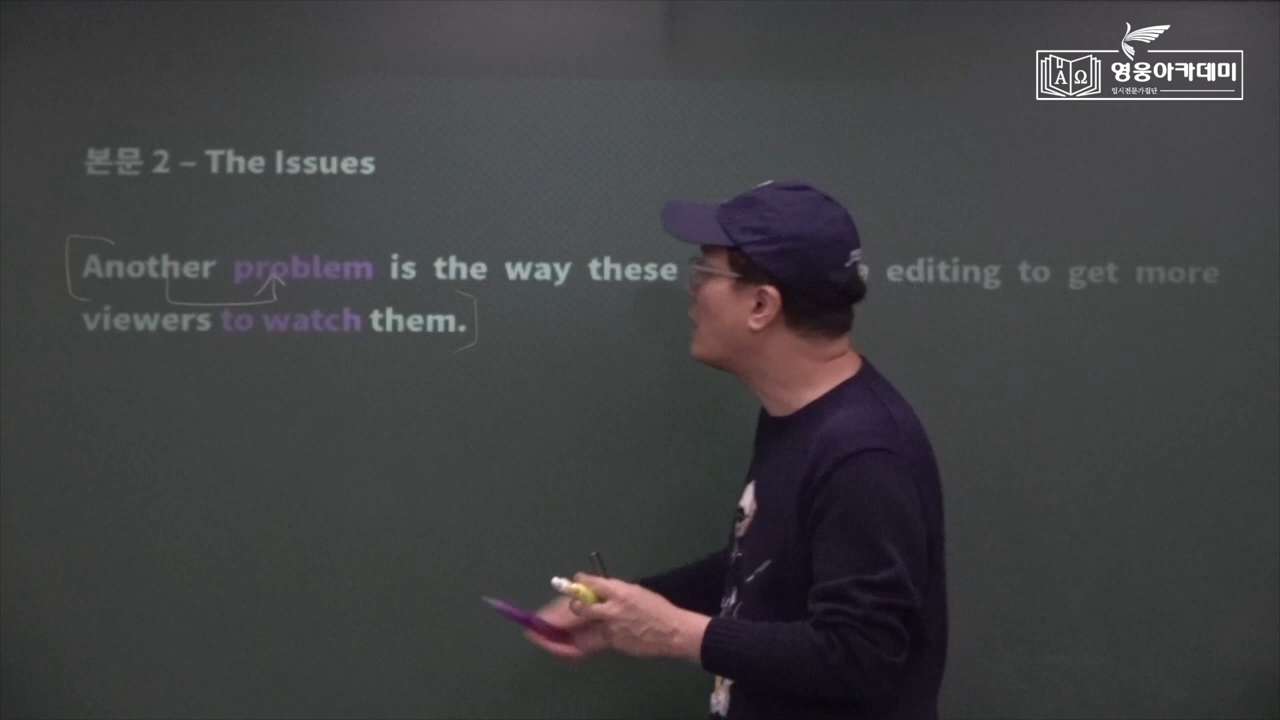 영웅아카데미
입시전문가집단
본문 2 – The Issues
Another problem is the way these editing to get more
viewers to watch them.